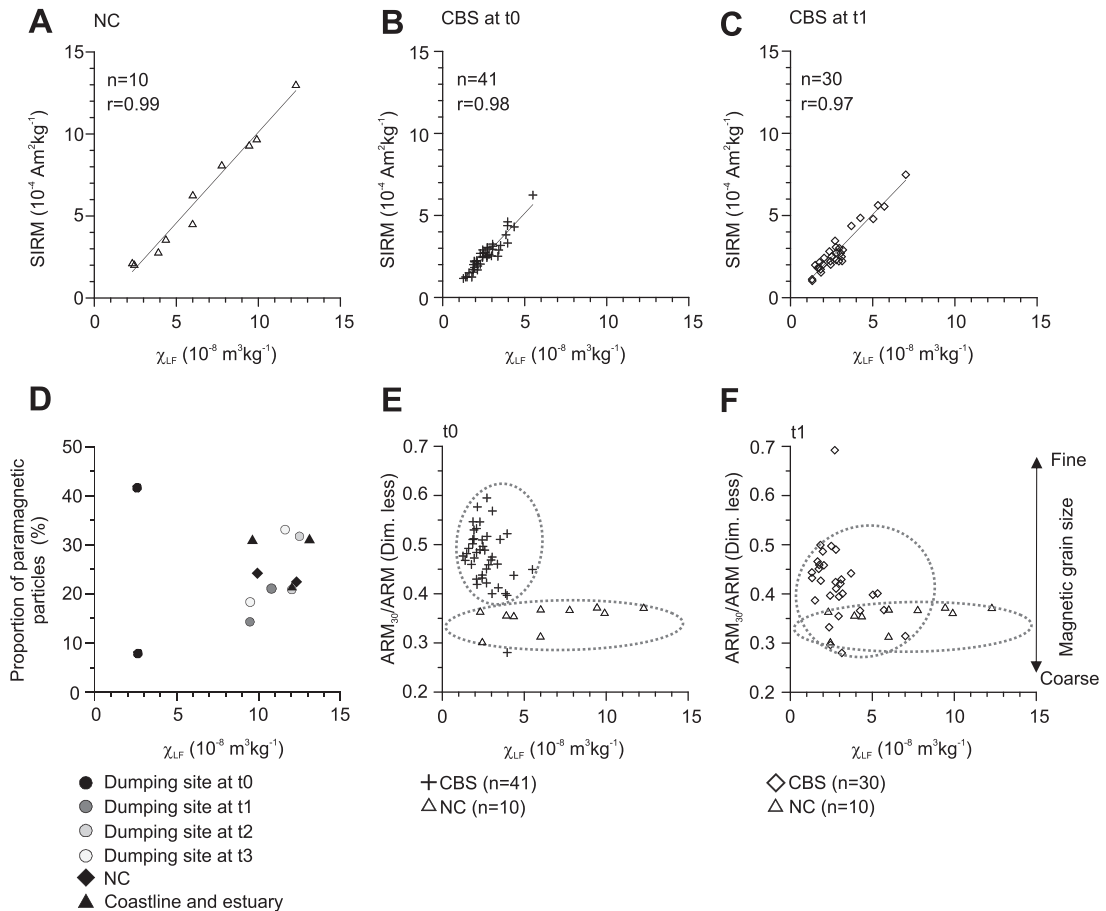 A NC
15
10
5
0
n=10
r=0.99
SIRM (10⁻⁴ Am²kg⁻¹)
0 5 10 15
χLF (10⁻⁸ m³kg⁻¹)
B CBS at t0
15
10
5
0
n=41
r=0.98
SIRM (10⁻⁴ Am²kg⁻¹)
0 5 10 15
χLF (10⁻⁸ m³kg⁻¹)
C CBS at t1
15
10
5
0
n=30
r=0.97
SIRM (10⁻⁴ Am²kg⁻¹)
0 5 10 15
χLF (10⁻⁸ m³kg⁻¹)
D
50
40
30
20
10
0
Proportion of paramagnetic
particles (%)
0 5 10 15
χLF (10⁻⁸ m³kg⁻¹)
Dumping site at t0
Dumping site at t1
Dumping site at t2
Dumping site at t3
NC
Coastline and estuary
E
t0
0.7
0.6
0.5
0.4
0.3
0.2
ARM₃₀/ARM (Dim. less)
0 5 10 15
χLF (10⁻⁸ m³kg⁻¹)
CBS (n=41)
NC (n=10)
F
t1
0.7
0.6
0.5
0.4
0.3
0.2
ARM₃₀/ARM (Dim. less)
0 5 10 15
χLF (10⁻⁸ m³kg⁻¹)
Fine
Magnetic grain size
Coarse
CBS (n=30)
NC (n=10)